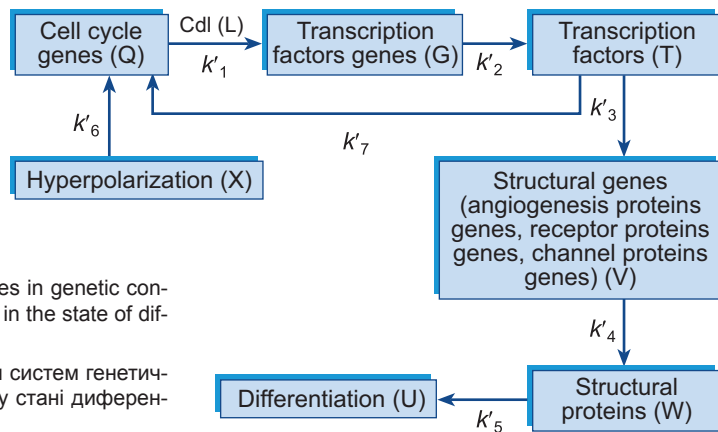 Cell cycle
genes (Q)
Cdl (L)
k′1
Transcription
factors genes (G)
k′2
Transcription
factors (T)
k′6
k′7
k′3
Hyperpolarization (X)
Structural genes
(angiogenesis proteins
genes, receptor proteins
genes, channel proteins
genes) (V)
es in genetic con-
in the state of dif-
k′4
и систем генетич-
у стані диферен-
Differentiation (U)
k′5
Structural
proteins (W)